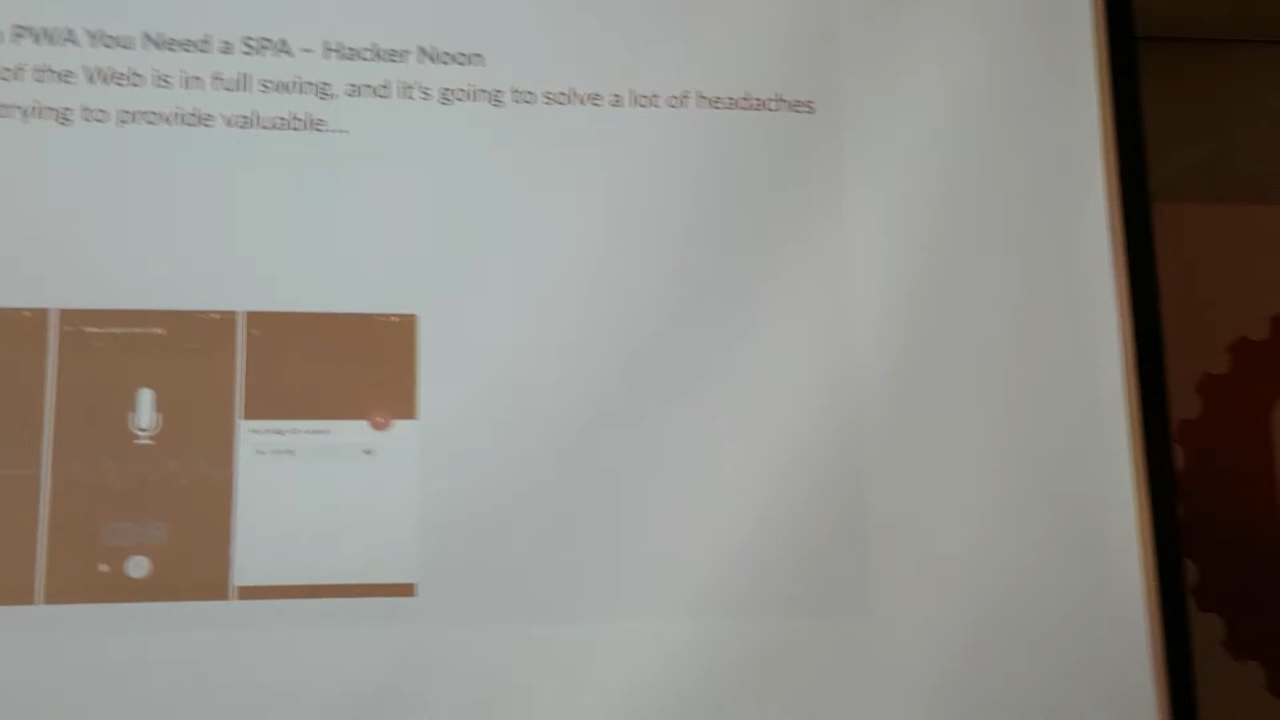 PWA You Need a SPA – Hacker Noon
of the Web is in full swing, and it's going to solve a lot of headaches
trying to provide valuable....